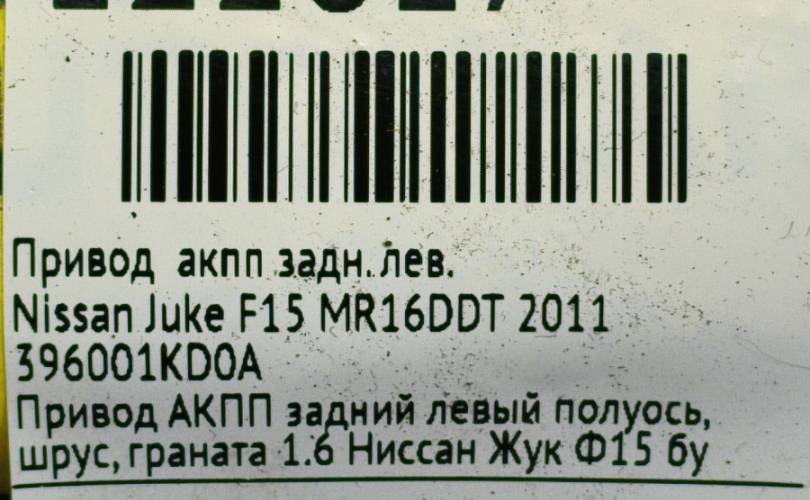 Привод акпп задн.лев.
Nissan Juke F15 MR16DDT 2011
396001KD0A
Привод АКПП задний левый полуось,
шрус, граната 1.6 Ниссан Жук Ф15 бу